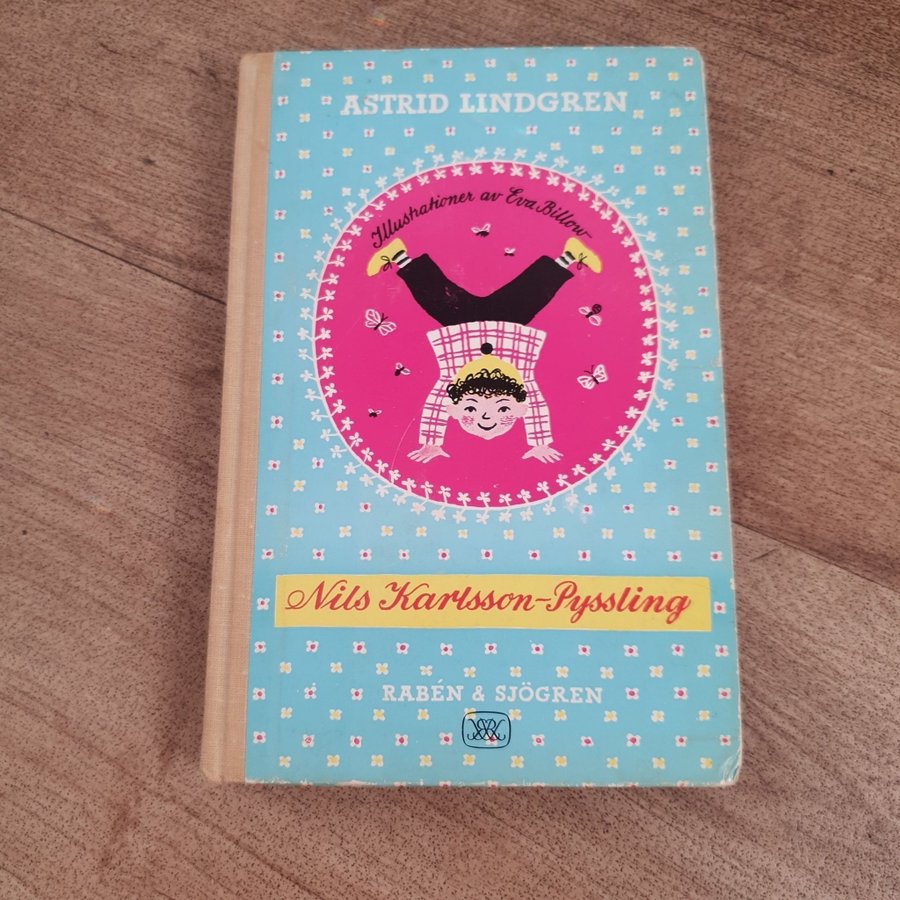 ASTRID LINDGREN
Illustrationer av Eva Billow
Nils Karlsson-Pyssling
RABÉN & SJÖGREN